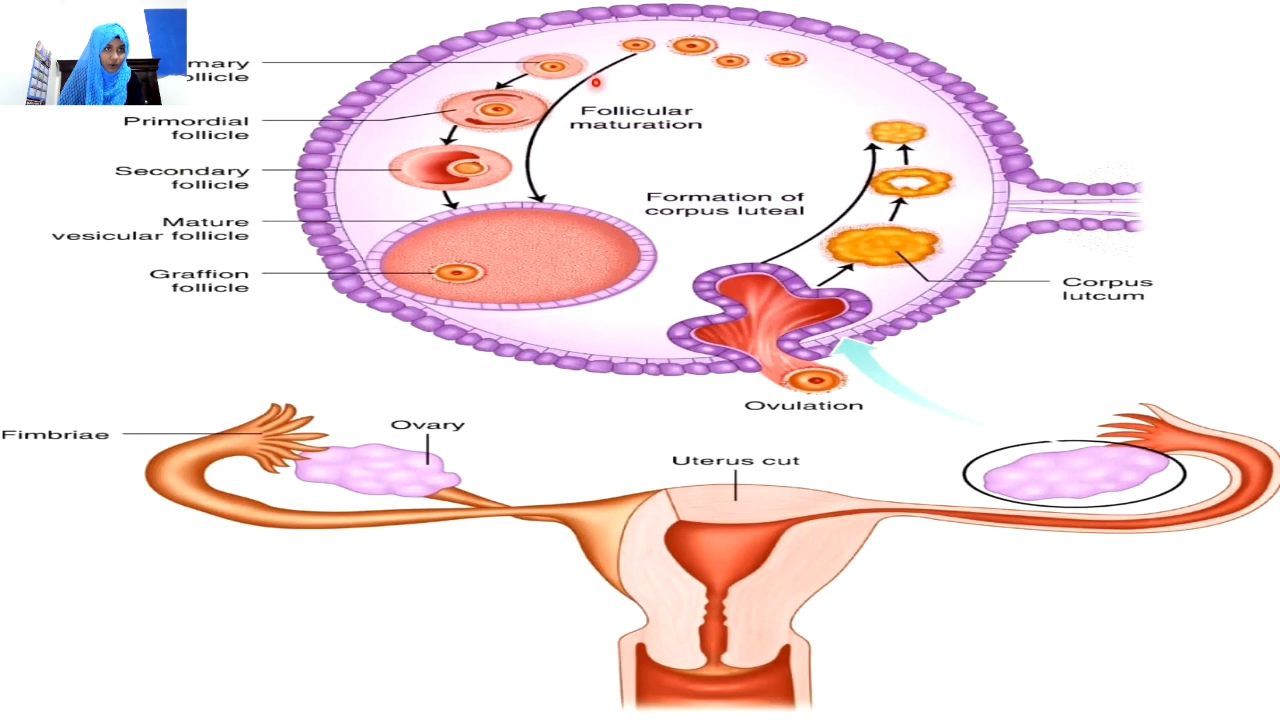 mary
ollicle
Primordial
follicle
Secondary
follicle
Mature
vesicular follicle
Graffion
follicle
Follicular
maturation
Formation of
corpus luteal
Corpus
lutcum
Ovulation
Fimbriae
Ovary
Uterus cut